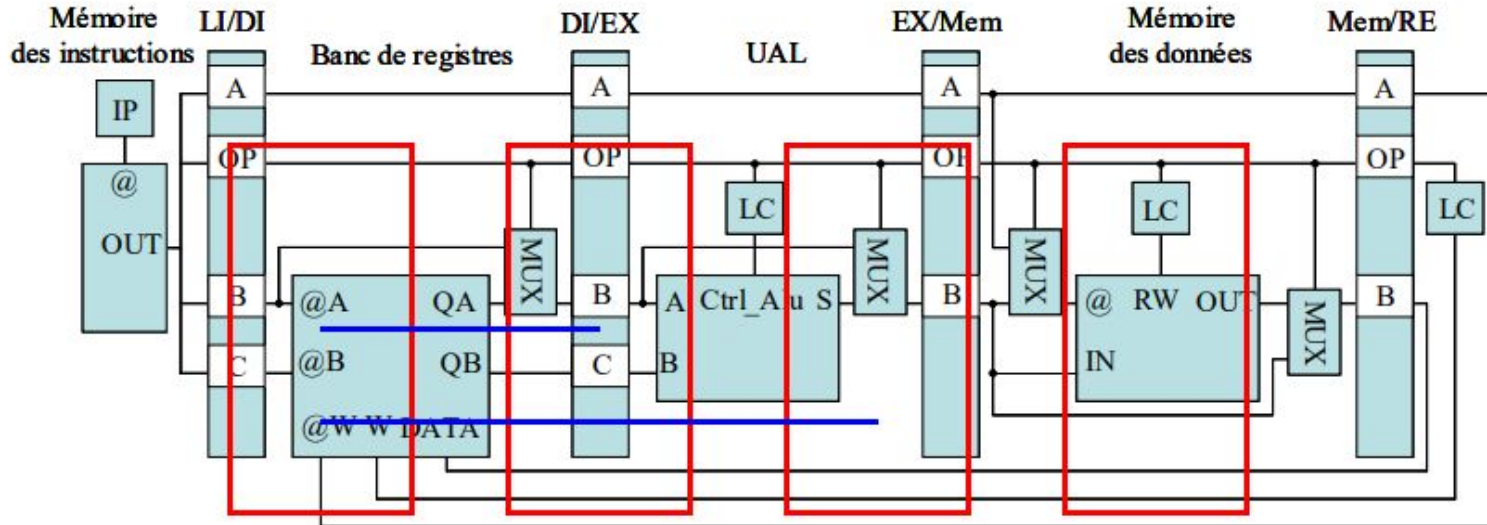 Mémoire
des instructions
LI/DI
Banc de registres
DI/EX
UAL
EX/Mem
Mémoire
des données
Mem/RE
A
A
A
A
IP
OP
OP
OP
OP
@
LC
LC
LC
OUT
MUX
MUX
MUX
MUX
B
@A
QA
B
A
Ctrl_Alu
S
B
@
RW
OUT
B
C
@B
QB
C
B
IN
@W
W
DATA